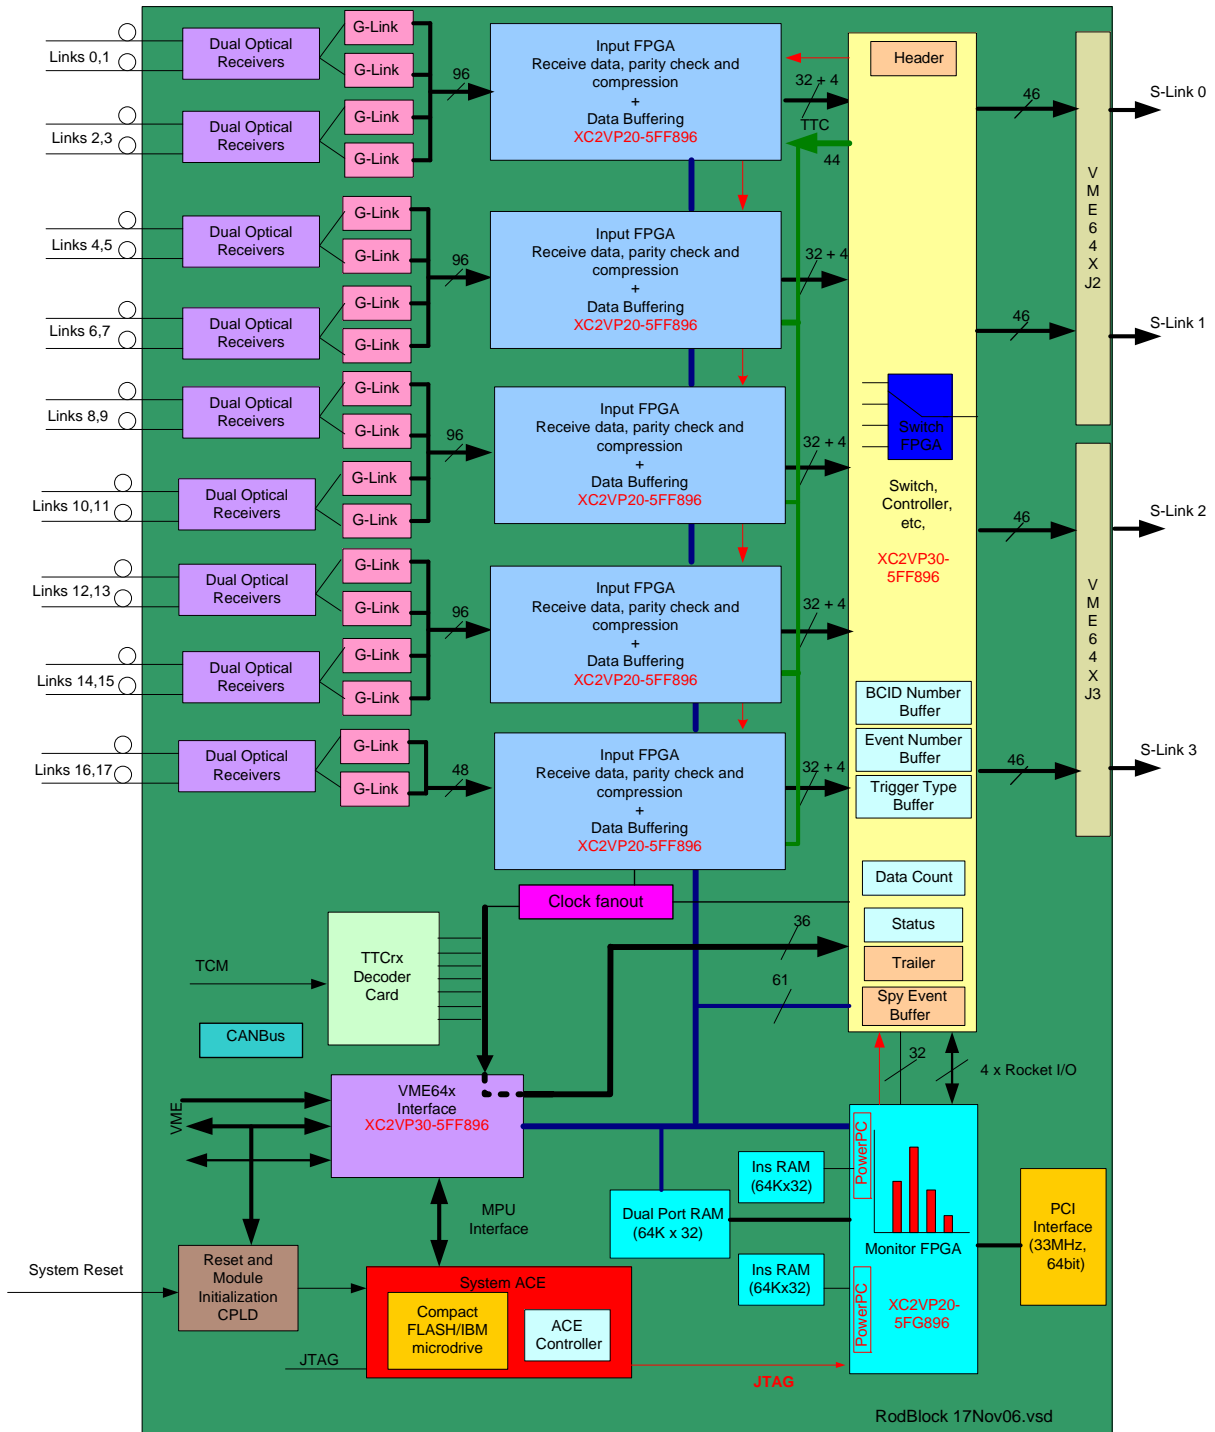 Links 0,1
Dual Optical
Receivers
G-Link
G-Link
Links 2,3
Dual Optical
Receivers
G-Link
G-Link
96
Input FPGA
Receive data, parity check and
compression
+
Data Buffering
XC2VP20-5FF896
32 + 4
TTC
44
Header
46
S-Link 0
V
M
E
6
4
X
J2
Links 4,5
Dual Optical
Receivers
G-Link
G-Link
Links 6,7
Dual Optical
Receivers
G-Link
G-Link
96
Input FPGA
Receive data, parity check and
compression
+
Data Buffering
XC2VP20-5FF896
32 + 4
46
S-Link 1
Links 8,9
Dual Optical
Receivers
G-Link
G-Link
Links 10,11
Dual Optical
Receivers
G-Link
G-Link
96
Input FPGA
Receive data, parity check and
compression
+
Data Buffering
XC2VP20-5FF896
32 + 4
Switch
FPGA
Switch,
Controller,
etc,
XC2VP30-
5FF896
46
S-Link 2
V
M
E
6
4
X
J3
Links 12,13
Dual Optical
Receivers
G-Link
G-Link
Links 14,15
Dual Optical
Receivers
G-Link
G-Link
96
Input FPGA
Receive data, parity check and
compression
+
Data Buffering
XC2VP20-5FF896
32 + 4
BCID Number
Buffer
Event Number
Buffer
Trigger Type
Buffer
46
S-Link 3
Links 16,17
Dual Optical
Receivers
G-Link
G-Link
48
Input FPGA
Receive data, parity check and
compression
+
Data Buffering
XC2VP20-5FF896
32 + 4
Data Count
Status
Trailer
Spy Event
Buffer
Clock fanout
36
61
TCM
TTCrx
Decoder
Card
CANBus
32
4 x Rocket I/O
VME
VME64x
Interface
XC2VP30-5FF896
MPU
Interface
Ins RAM
(64Kx32)
Dual Port RAM
(64K x 32)
Ins RAM
(64Kx32)
PowerPC
Monitor FPGA
PowerPC
XC2VP20-
5FG896
PCI
Interface
(33MHz,
64bit)
System Reset
Reset and
Module
Initialization
CPLD
System ACE
Compact
FLASH/IBM
microdrive
ACE
Controller
JTAG
JTAG
RodBlock 17Nov06.vsd